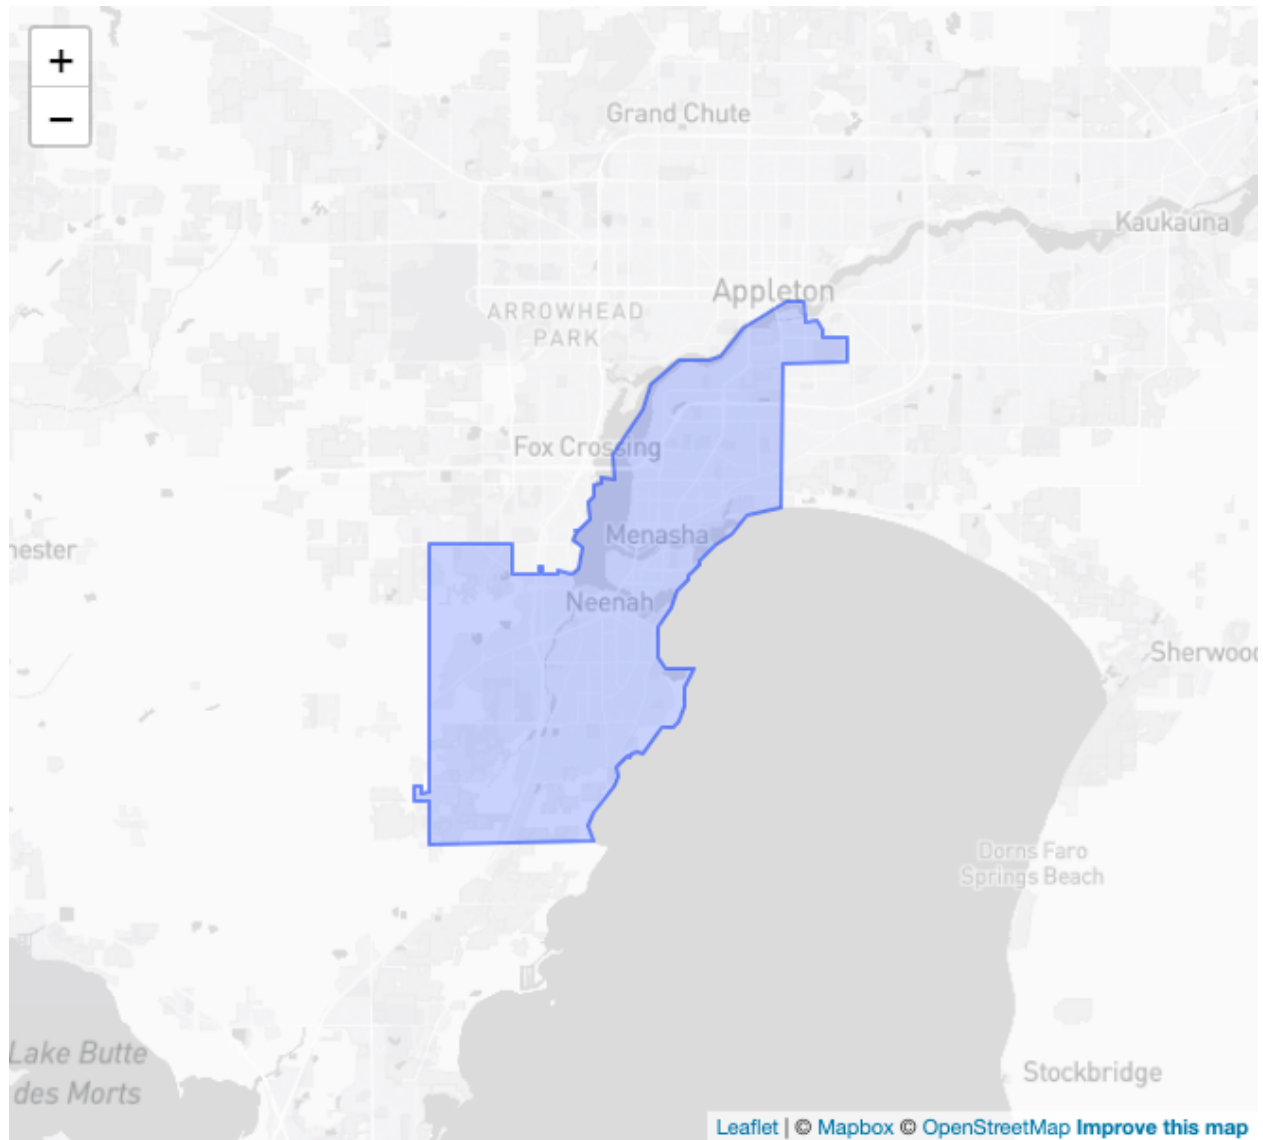 +
−
Grand Chute
Kaukauna
Appleton
ARROWHEAD
PARK
Fox Crossing
Menasha
hester
Neenah
Sherwood
Dorns Faro
Springs Beach
Lake Butte
des Morts
Stockbridge
Leaflet | © Mapbox © OpenStreetMap Improve this map